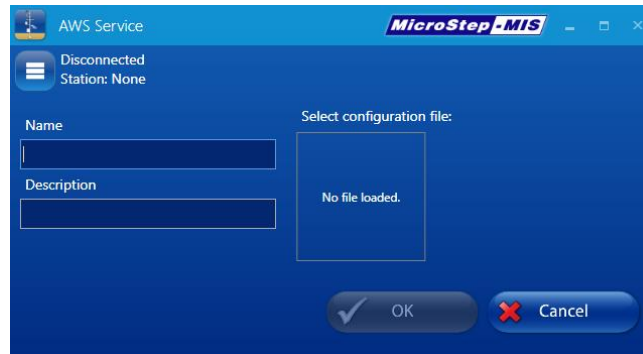 AWS Service
MicroStep-MIS
Disconnected
Station: None
Name
Description
Select configuration file:
No file loaded.
OK
Cancel